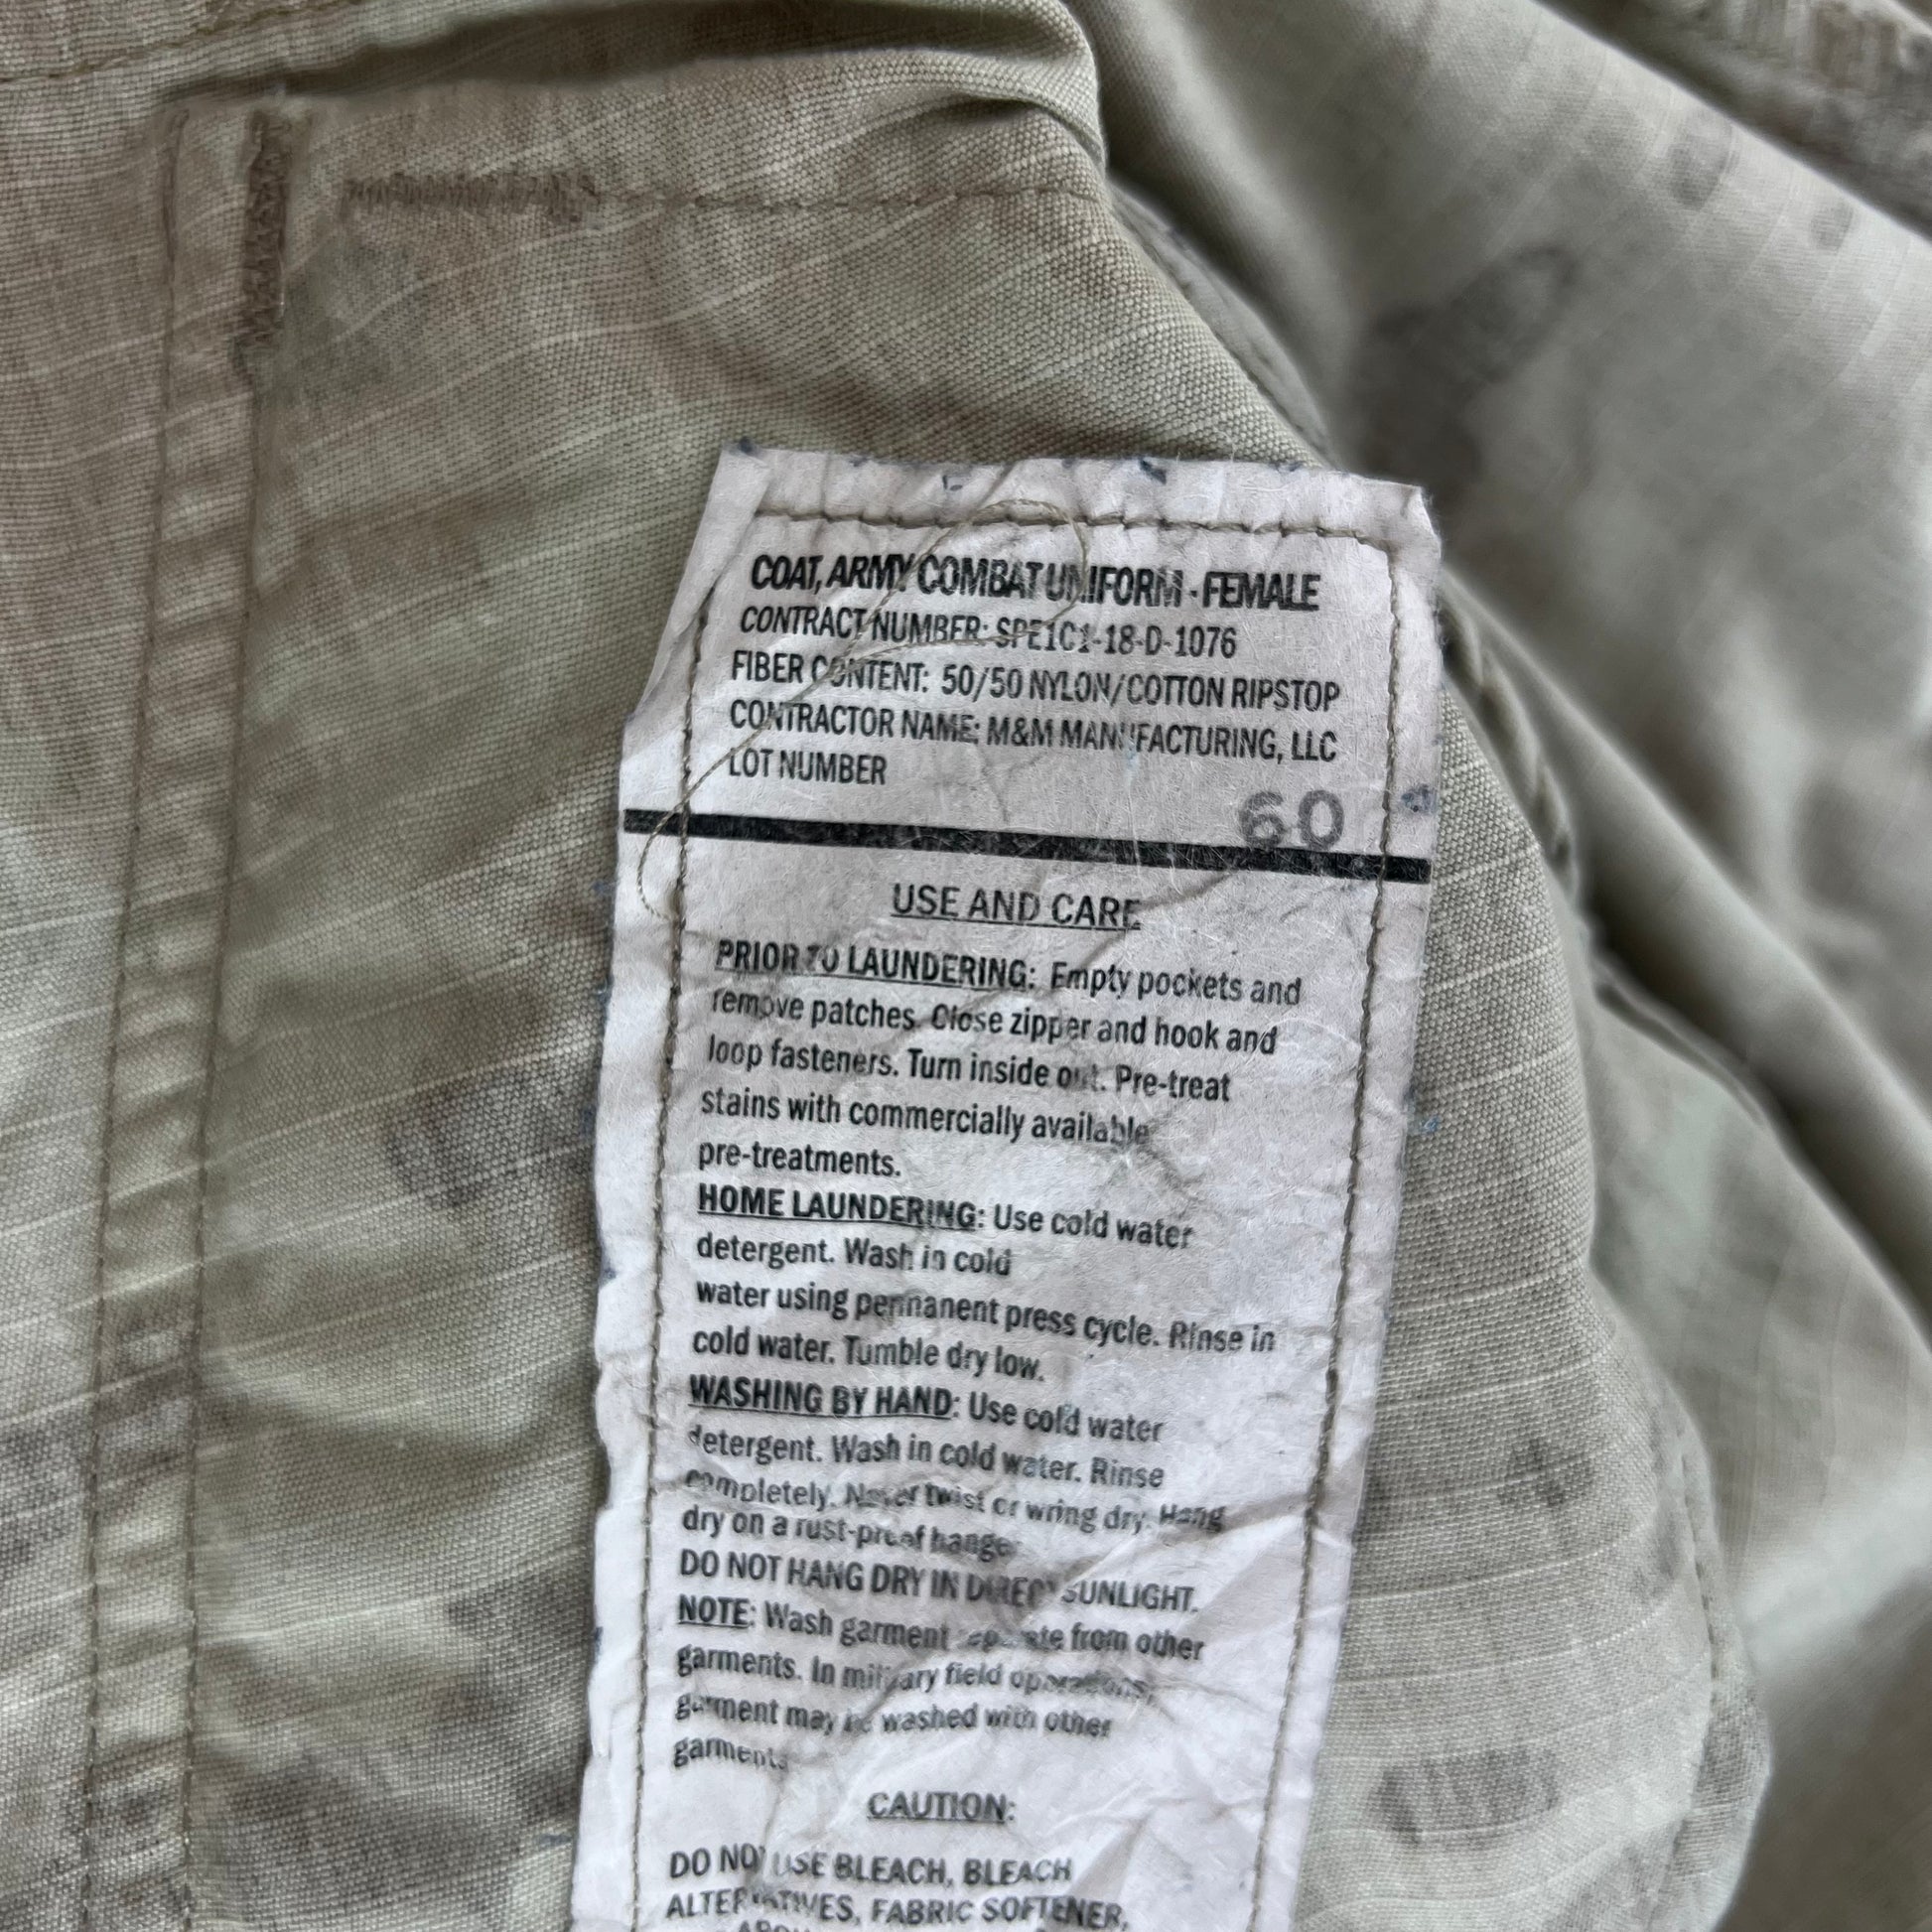 COAT, ARMY COMBAT UNIFORM - FEMALE
CONTRACT NUMBER: SPE1C1-18-D-1076
FIBER CONTENT: 50/50 NYLON/COTTON RIPSTOP
CONTRACTOR NAME: M&M MANUFACTURING, LLC
LOT NUMBER
60
USE AND CARE
PRIOR TO LAUNDERING: Empty pockets and
remove patches. Close zipper and hook and
loop fasteners. Turn inside out. Pre-treat
stains with commercially available
pre-treatments.
HOME LAUNDERING: Use cold water
detergent. Wash in cold
water using permanent press cycle. Rinse in
cold water. Tumble dry low.
WASHING BY HAND: Use cold water
detergent. Wash in cold water. Rinse
completely. Never twist or wring dry. Hang
dry on a rust-proof hanger
DO NOT HANG DRY IN DIRECT SUNLIGHT.
NOTE: Wash garment separate from other
garments. In military field operations,
garment may be washed with other
garments
CAUTION:
DO NOT USE BLEACH, BLEACH
ALTERNATIVES, FABRIC SOFTENER,